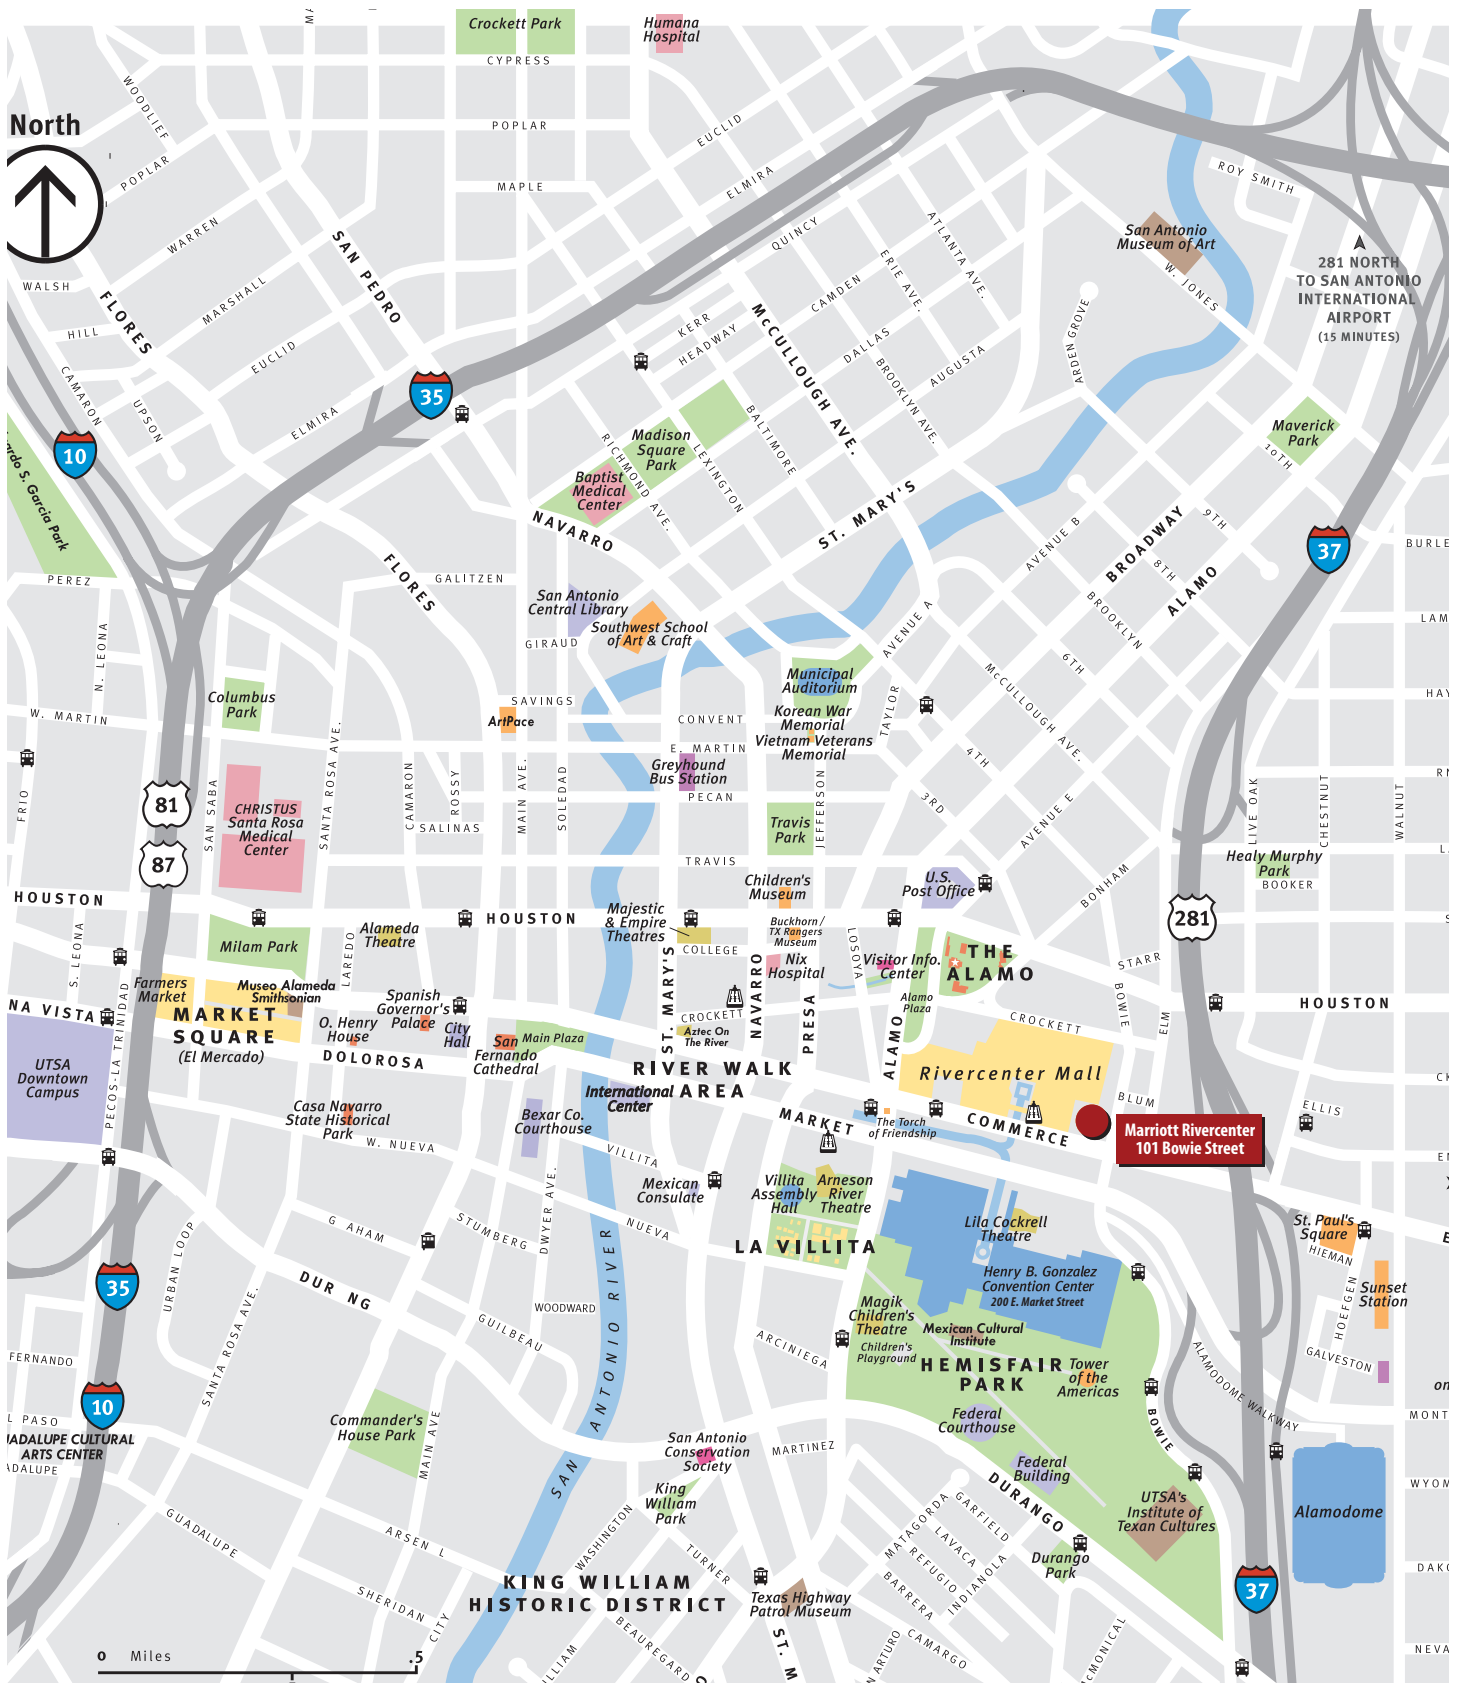 Crockett Park
Humana
Hospital
CYPRESS
WOODLIEF
North
POPLAR
EUCLID
POPLAR
MAPLE
ELMIRA
ROY SMITH
WARREN
SAN PEDRO
QUINCY
ATLANTA AVE.
San Antonio
Museum of Art
W. JONES
ERIE AVE.
281 NORTH
TO SAN ANTONIO
INTERNATIONAL
AIRPORT
(15 MINUTES)
WALSH
FLORES
MARSHALL
CAMDEN
HILL
KERR
HEADWAY
McCULLOUGH AVE.
DALLAS
ARDEN GROVE
EUCLID
AUGUSTA
BROOKLYN AVE.
CAMARON
UPSON
35
ELMIRA
BALTIMORE
Maverick
Park
10TH
10
Madison
Square
Park
RICHMOND AVE.
LEXINGTON
Baptist
Medical
Center
S. Garcia Park
NAVARRO
ST. MARY'S
9TH
BROADWAY
AVENUE B
37
8TH
ALAMO
PEREZ
FLORES
GALITZEN
BROOKLYN
San Antonio
Central Library
Southwest School
of Art & Craft
GIRAUD
AVENUE A
N. LEONA
6TH
Municipal
Auditorium
McCULLOUGH AVE.
Columbus
Park
SAVINGS
ArtPace
CONVENT
Korean War
Memorial
TAYLOR
W. MARTIN
E. MARTIN
Vietnam Veterans
Memorial
4TH
SANTA ROSA AVE.
Greyhound
Bus Station
PECAN
JEFFERSON
3RD
AVENUE E
FRIO
81
SAN SABA
CHRISTUS
Santa Rosa
Medical
Center
CAMARON
ROSSY
SALINAS
MAIN AVE.
SOLEDAD
Travis
Park
LIVE OAK
CHESTNUT
WALNUT
87
TRAVIS
Healy Murphy
Park
BOOKER
HOUSTON
Children's
Museum
U.S.
Post Office
BONHAM
281
HOUSTON
Majestic
& Empire
Theatres
Buckhorn /
TX Rangers
Museum
Alameda
Theatre
Milam Park
COLLEGE
S. LEONA
LAREDO
ST. MARY'S
NAVARRO
Nix
Hospital
LOSOYA
Visitor Info.
Center
THE
ALAMO
STARR
Farmers
Market
Museo Alameda
Smithsonian
Spanish
Governor's
Palace
PRESA
Alamo
Plaza
BOWIE
ELM
HOUSTON
NA VISTA
MARKET
SQUARE
(El Mercado)
O. Henry
House
City
Hall
CROCKETT
CROCKETT
Aztec On
The River
Main Plaza
San
Fernando
Cathedral
DOLOROSA
ALAMO
RIVER WALK
AREA
UTSA
Downtown
Campus
PECOS-LA TRINIDAD
Rivercenter Mall
International
Center
BLUM
ELLIS
Casa Navarro
State Historical
Park
Bexar Co.
Courthouse
MARKET
The Torch
of Friendship
COMMERCE
Marriott Rivercenter
101 Bowie Street
W. NUEVA
VILLITA
Mexican
Consulate
Villita
Assembly
Hall
Arneson
River
Theatre
DWYER AVE.
NUEVA
STUMBERG
Lila Cockrell
Theatre
St. Paul's
Square
HIEMAN
URBAN LOOP
LA VILLITA
Henry B. Gonzalez
Convention Center
200 E. Market Street
35
Sunset
Station
HOEFGEN
WOODWARD
GUILBEAU
Magik
Children's
Theatre
Mexican Cultural
Institute
Children's
Playground
ARCINIEGA
SANTA ROSA AVE.
FERNANDO
GALVESTON
ALAMODOME WALKWAY
HEMISFAIR
PARK
Tower
of the
Americas
10
SAN ANTONIO RIVER
Commander's
House Park
MAIN AVE
Federal
Courthouse
BOWIE
San Antonio
Conservation
Society
MARTINEZ
CULTURAL
ARTS CENTER
Federal
Building
King
William
Park
DURANGO
UTSA's
Institute of
Texan Cultures
Alamodome
GUADALUPE
WASHINGTON
MATAGORDA
GARFIELD
LAVACA
REFUGIO
INDIANOLA
BARRERA
TURNER
Durango
Park
37
KING WILLIAM
HISTORIC DISTRICT
Texas Highway
Patrol Museum
SHERIDAN
CITY
BEAUREGARD
CAMARGO
0 Miles .5